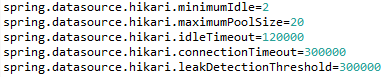 spring.datasource.hikari.minimumIdle=2
spring.datasource.hikari.maximumPoolSize=20
spring.datasource.hikari.idleTimeout=120000
spring.datasource.hikari.connectionTimeout=300000
spring.datasource.hikari.leakDetectionThreshold=300000